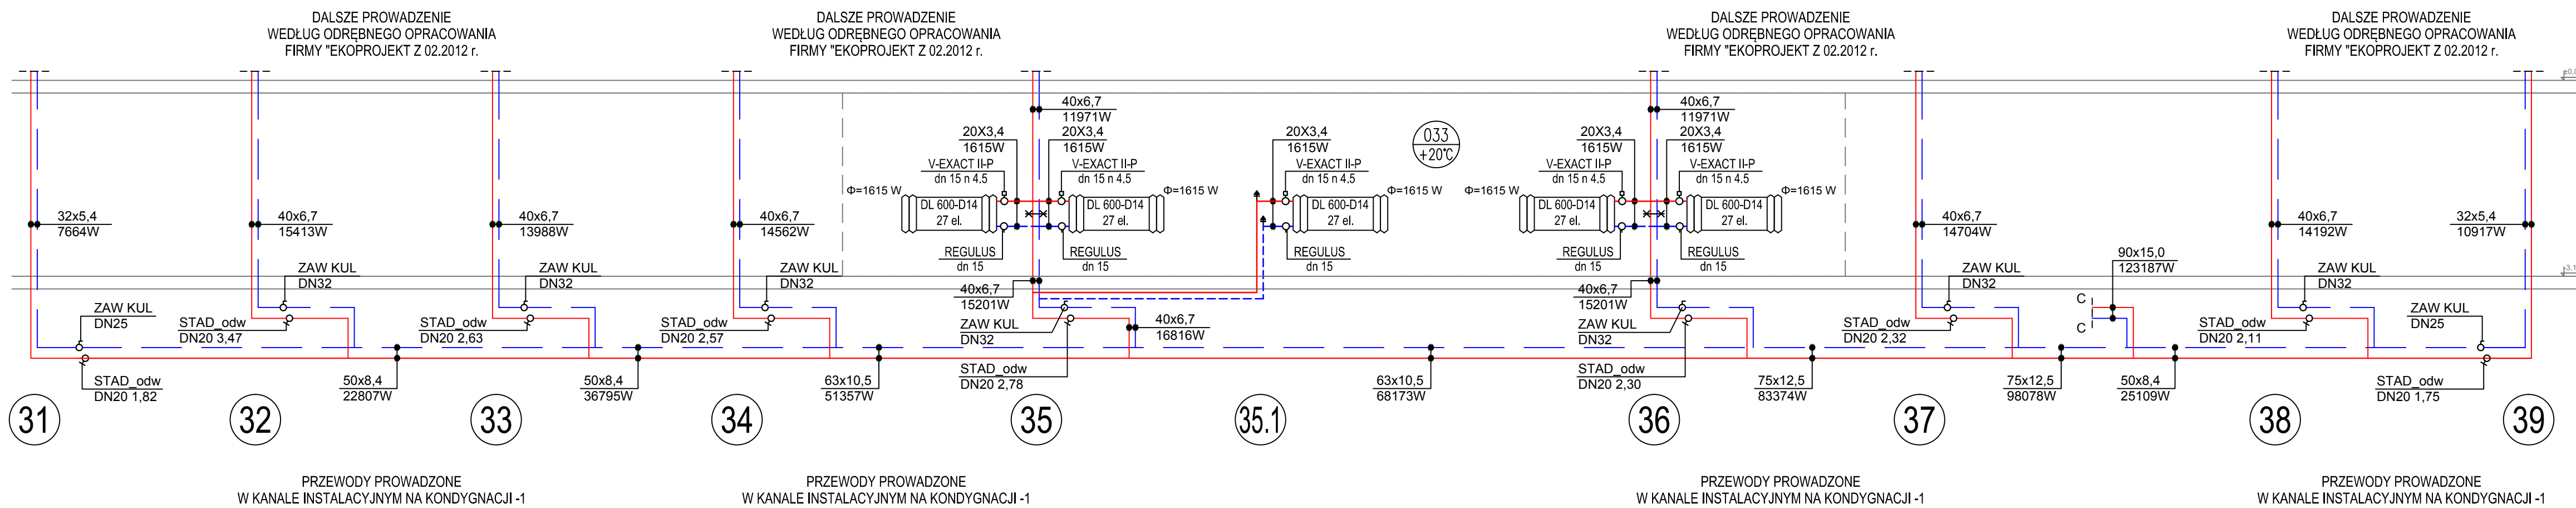 DALSZE PROWADZENIE
WEDŁUG ODRĘBNEGO OPRACOWANIA
FIRMY "EKOPROJEKT Z 02.2012 r.
DALSZE PROWADZENIE
WEDŁUG ODRĘBNEGO OPRACOWANIA
FIRMY "EKOPROJEKT Z 02.2012 r.
DALSZE PROWADZENIE
WEDŁUG ODRĘBNEGO OPRACOWANIA
FIRMY "EKOPROJEKT Z 02.2012 r.
DALSZE PROWADZENIE
WEDŁUG ODRĘBNEGO OPRACOWANIA
FIRMY "EKOPROJEKT Z 02.2012 r.
32x5,4
7664W
ZAW KUL
DN25
STAD_odw
DN20 1,82
31
40x6,7
15413W
ZAW KUL
DN32
STAD_odw
DN20 3,47
50x8,4
22807W
32
40x6,7
13988W
ZAW KUL
DN32
STAD_odw
DN20 2,63
50x8,4
36795W
33
40x6,7
14562W
ZAW KUL
DN32
STAD_odw
DN20 2,57
63x10,5
51357W
34
40x6,7
11971W
20X3,4
1615W
20X3,4
1615W
V-EXACT II-P
dn 15 n 4.5
V-EXACT II-P
dn 15 n 4.5
Φ=1615 W
Φ=1615 W
DL 600-D14
27 el.
DL 600-D14
27 el.
REGULUS
dn 15
REGULUS
dn 15
40x6,7
15201W
ZAW KUL
DN32
40x6,7
16816W
STAD_odw
DN20 2,78
35
20X3,4
1615W
V-EXACT II-P
dn 15 n 4.5
Φ=1615 W
DL 600-D14
27 el.
REGULUS
dn 15
63x10,5
68173W
35.1
033
+20°C
40x6,7
11971W
20X3,4
1615W
20X3,4
1615W
V-EXACT II-P
dn 15 n 4.5
V-EXACT II-P
dn 15 n 4.5
Φ=1615 W
Φ=1615 W
DL 600-D14
27 el.
DL 600-D14
27 el.
REGULUS
dn 15
REGULUS
dn 15
40x6,7
15201W
ZAW KUL
DN32
STAD_odw
DN20 2,30
75x12,5
83374W
36
40x6,7
14704W
ZAW KUL
DN32
STAD_odw
DN20 2,32
75x12,5
98078W
37
90x15,0
123187W
C
C
50x8,4
25109W
40x6,7
14192W
ZAW KUL
DN32
STAD_odw
DN20 2,11
38
32x5,4
10917W
ZAW KUL
DN25
STAD_odw
DN20 1,75
39
PRZEWODY PROWADZONE
W KANALE INSTALACYJNYM NA KONDYGNACJI -1
PRZEWODY PROWADZONE
W KANALE INSTALACYJNYM NA KONDYGNACJI -1
PRZEWODY PROWADZONE
W KANALE INSTALACYJNYM NA KONDYGNACJI -1
PRZEWODY PROWADZONE
W KANALE INSTALACYJNYM NA KONDYGNACJI -1